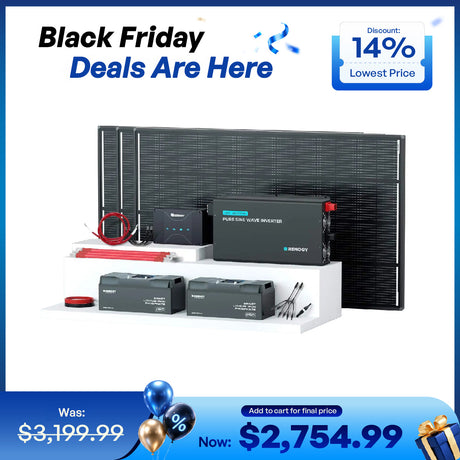 Black Friday
Deals Are Here
Discount:
14%
Lowest Price
PURE SINE WAVE INVERTER
RENOGY
Was:
$3,199.99
%
Add to cart for final price
Now: $2,754.99